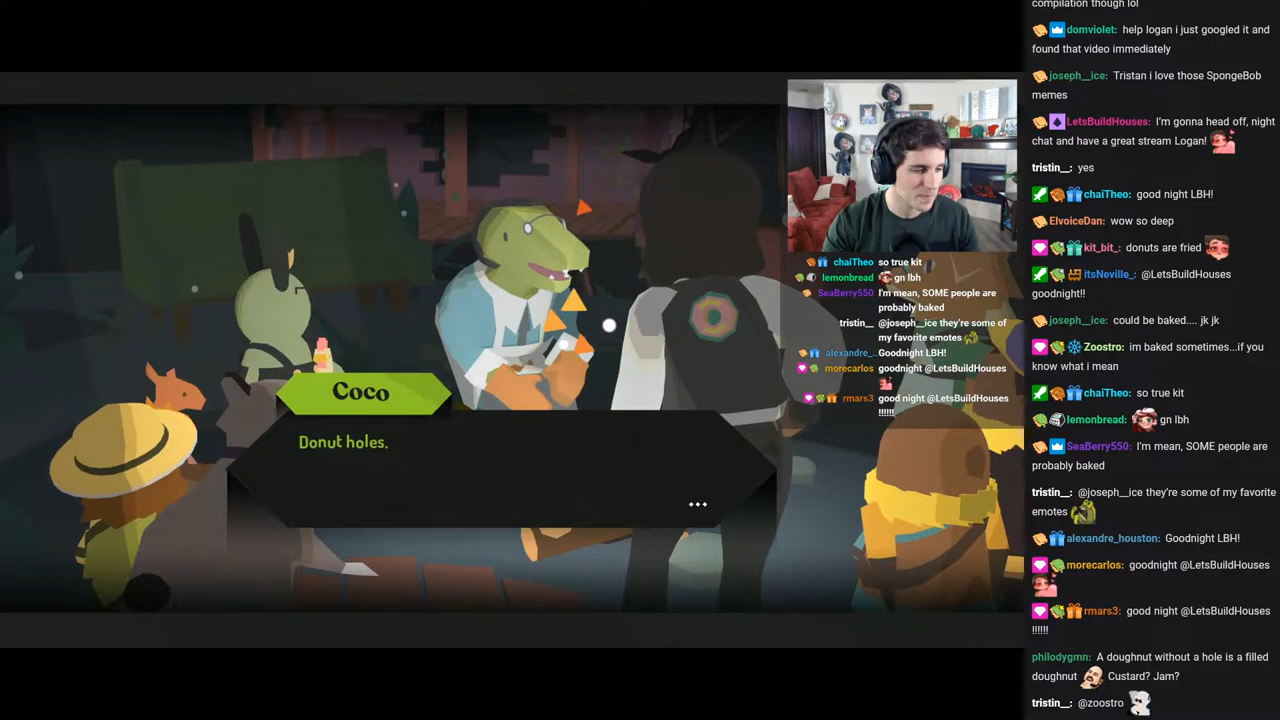 Coco
Donut holes.
chaiTheo so true kit
lemonbread gn lbh
SeaBerry550 I'm mean, SOME people are
probably baked
tristin__ @joseph_ice they're some of
my favorite emotes
alexandre_... Goodnight LBH!
morecarlos goodnight @LetsBuildHouses
rmars3 good night @LetsBuildHouses
!!!!!!
compilation though lol
domviolet: help logan i just googled it and
found that video immediately
joseph__ice: Tristan i love those SpongeBob
memes
LetsBuildHouses: I'm gonna head off, night
chat and have a great stream Logan!
tristin__: yes
chaiTheo: good night LBH!
ElvoiceDan: wow so deep
kit_bit_: donuts are fried
itsNeville_: @LetsBuildHouses
goodnight!!
joseph__ice: could be baked.... jk jk
Zoostro: im baked sometimes...if you
know what i mean
chaiTheo: so true kit
lemonbread: gn lbh
SeaBerry550: I'm mean, SOME people are
probably baked
tristin__: @joseph_ice they're some of my favorite
emotes
alexandre_houston: Goodnight LBH!
morecarlos: goodnight @LetsBuildHouses
rmars3: good night @LetsBuildHouses
!!!!!!
philodygmn: A doughnut without a hole is a filled
doughnut Custard? Jam?
tristin__: @zoostro